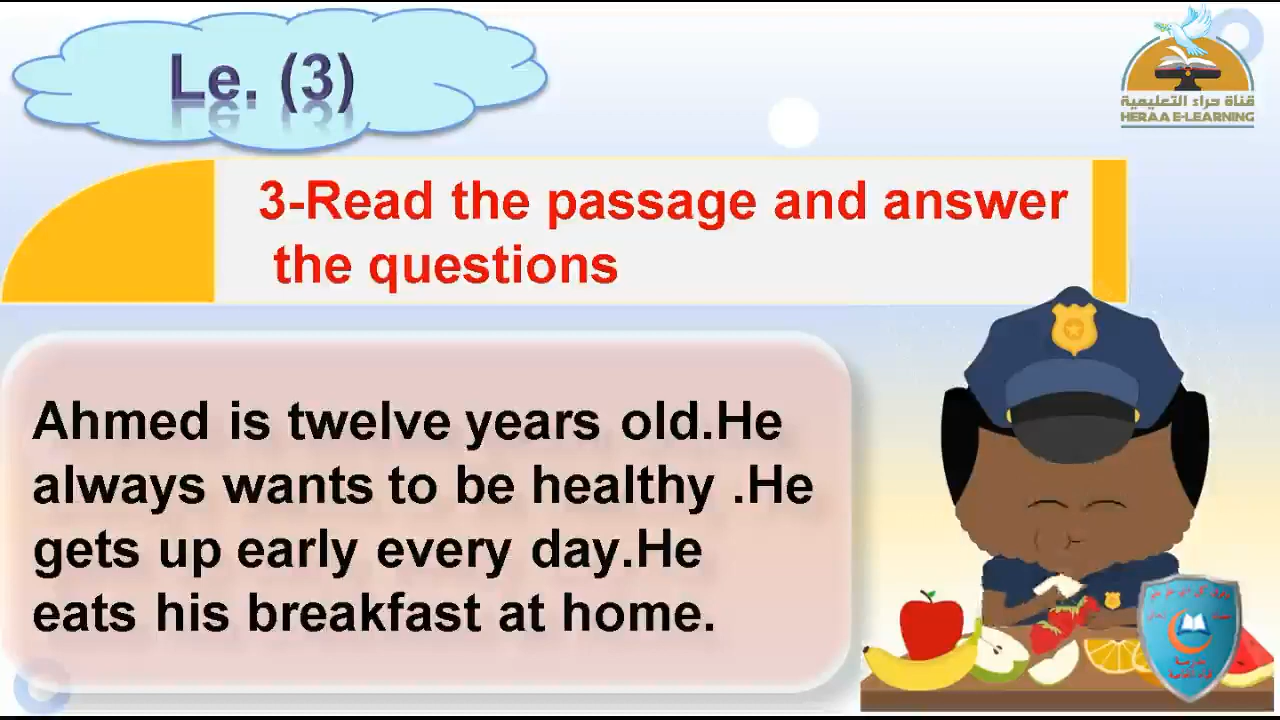 Le. (3)
قناة حراء التعليمية
HERAA E-LEARNING
3-Read the passage and answer
the questions
Ahmed is twelve years old.He
always wants to be healthy .He
gets up early every day.He
eats his breakfast at home.